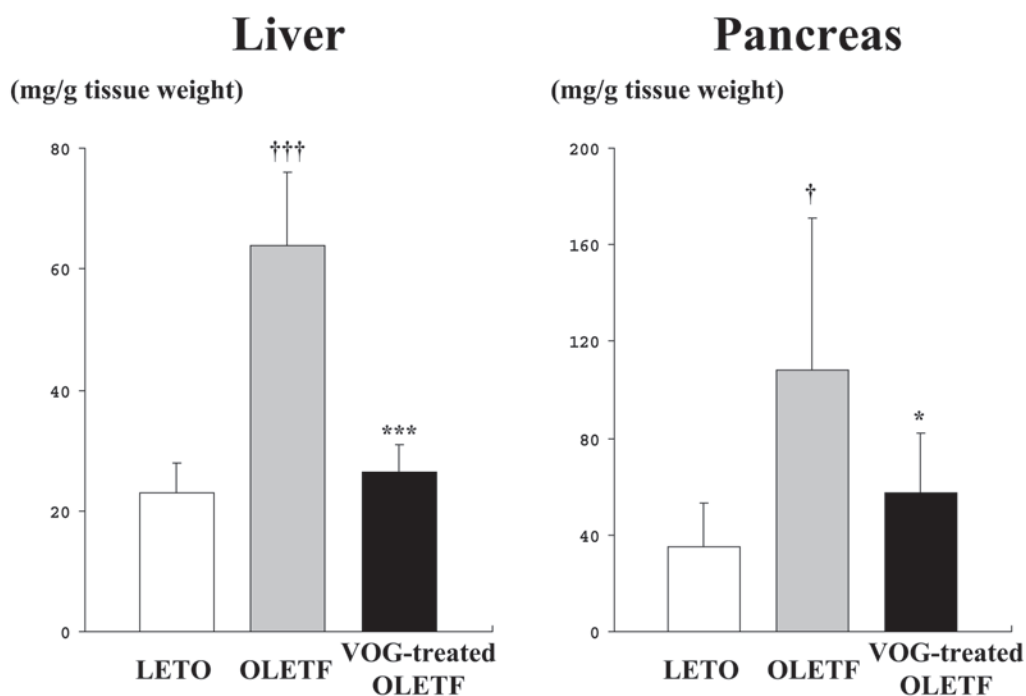 Liver
(mg/g tissue weight)
80
60
40
20
0
†††
***
LETO
OLETF
VOG-treated
OLETF
Pancreas
(mg/g tissue weight)
200
160
120
80
40
0
†
*
LETO
OLETF
VOG-treated
OLETF